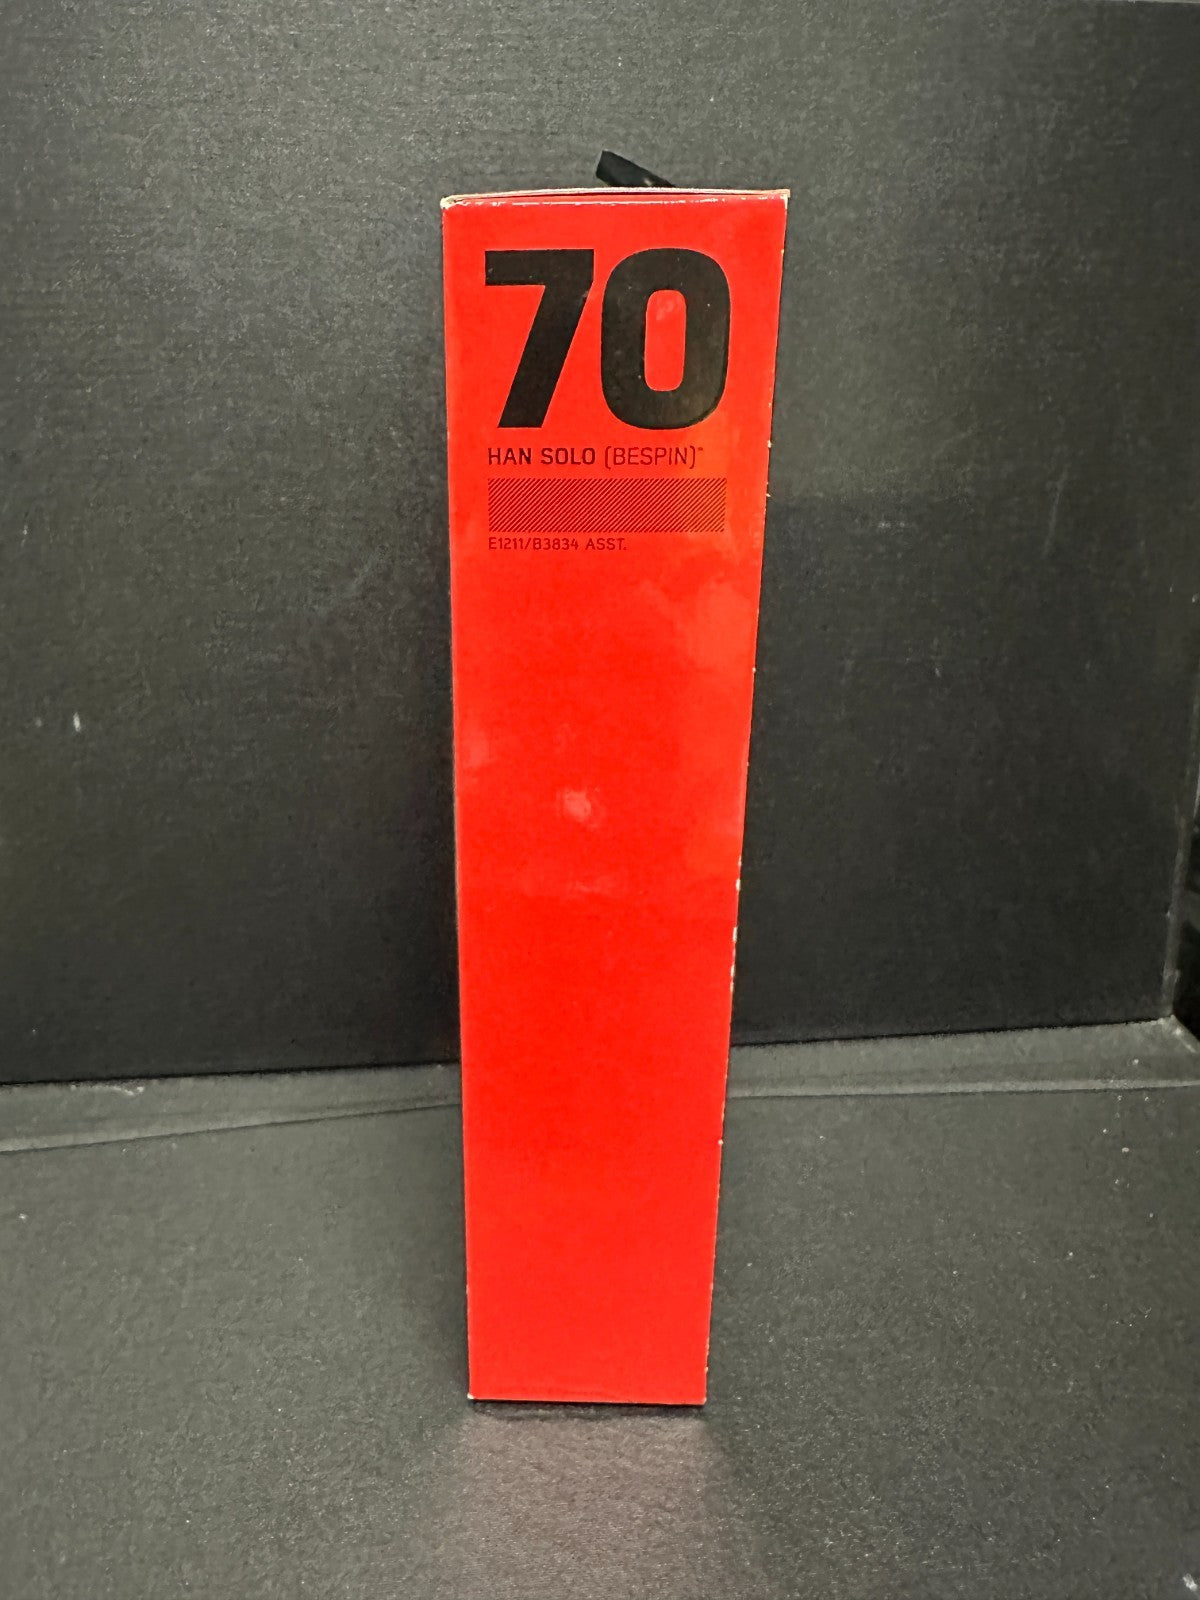 70
HAN SOLO (BESPIN)™
E1211/B3834 ASST.